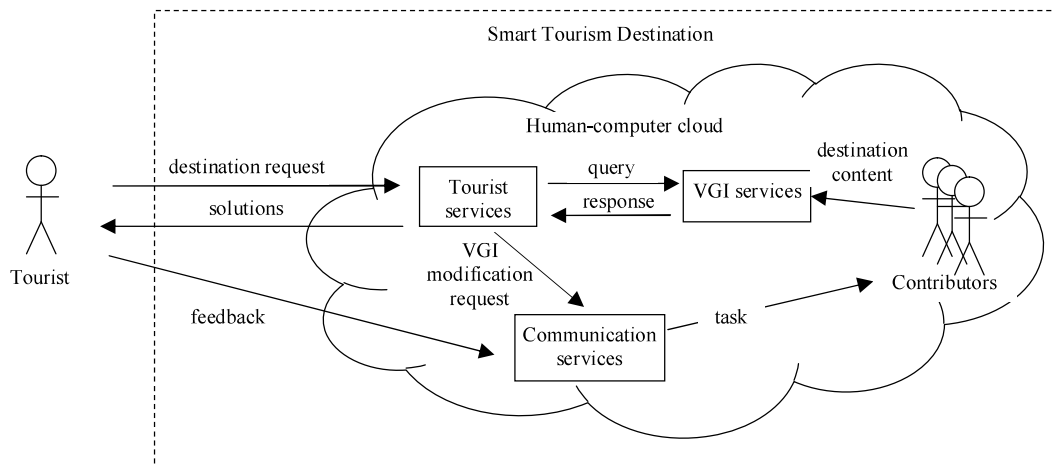 Smart Tourism Destination
Human-computer cloud
destination request
solutions
Tourist
feedback
Tourist
services
query
response
VGI services
destination
content
Contributors
VGI
modification
request
Communication
services
task